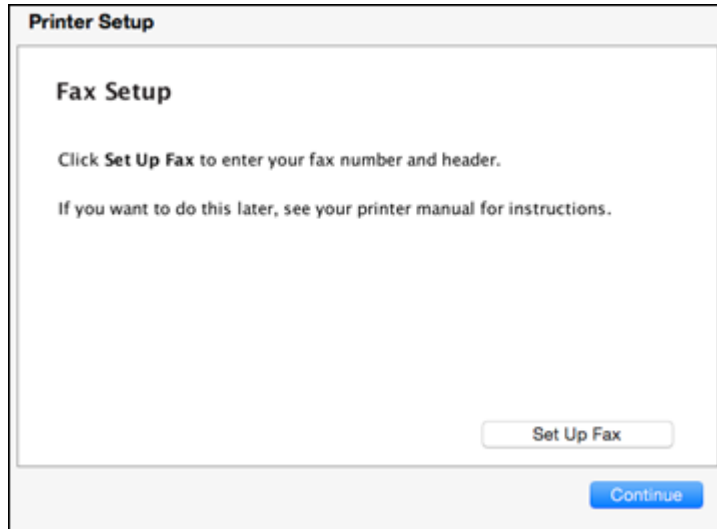 Printer Setup
Fax Setup
Click Set Up Fax to enter your fax number and header.
If you want to do this later, see your printer manual for instructions.
Set Up Fax
Continue